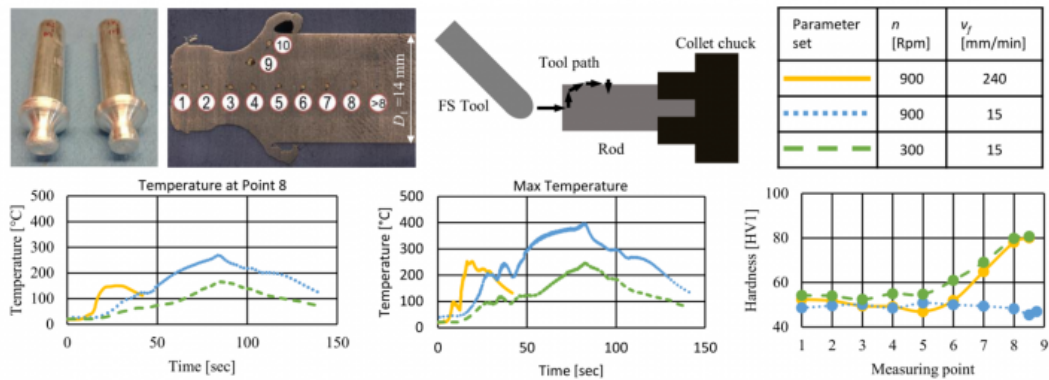 1 2 3 4 5 6 7 8 >8
9
10
D₁ =14 mm
FS Tool
Tool path
Rod
Collet chuck
Parameter set n [Rpm] vf [mm/min]
900 240
900 15
300 15
Temperature at Point 8
Temperature [°C]
500
400
300
200
100
0
0 50 100 150
Time [sec]
Max Temperature
Temperature [°C]
500
400
300
200
100
0
0 50 100 150
Time [sec]
Hardness [HV1]
100
80
60
40
1 2 3 4 5 6 7 8 9
Measuring point